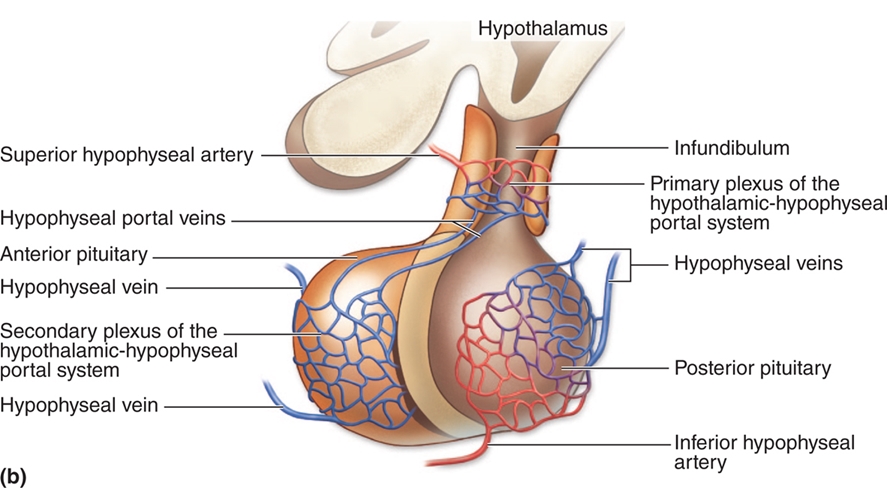 Hypothalamus
Superior hypophyseal artery
Hypophyseal portal veins
Anterior pituitary
Hypophyseal vein
Secondary plexus of the
hypothalamic-hypophyseal
portal system
Hypophyseal vein
Infundibulum
Primary plexus of the
hypothalamic-hypophyseal
portal system
Hypophyseal veins
Posterior pituitary
Inferior hypophyseal
artery
(b)